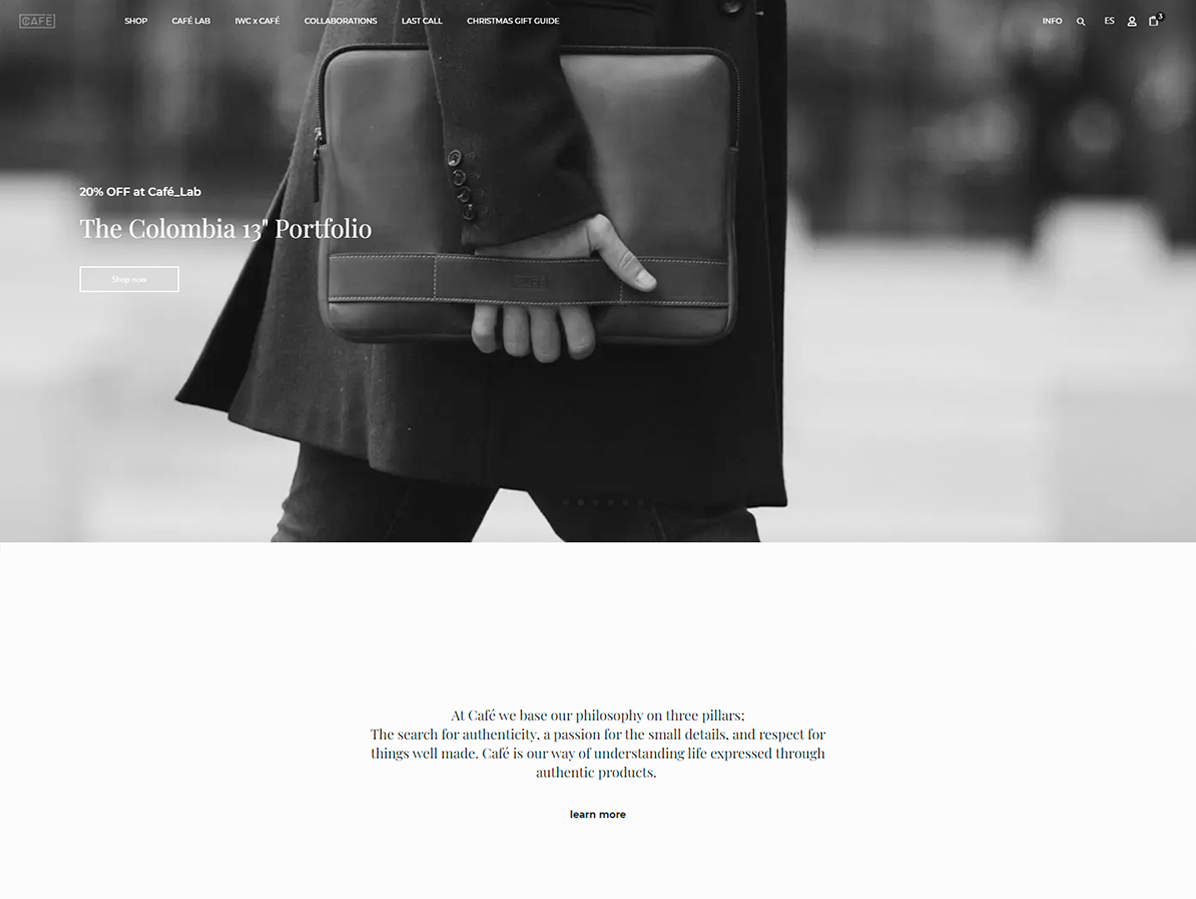 CAFÉ
SHOP CAFÉ LAB IWC x CAFÉ COLLABORATIONS LAST CALL CHRISTMAS GIFT GUIDE INFO ES 3
20% OFF at Café_Lab
The Colombia 13" Portfolio
Shop now
At Café we base our philosophy on three pillars;
The search for authenticity, a passion for the small details, and respect for
things well made. Café is our way of understanding life expressed through
authentic products.
learn more